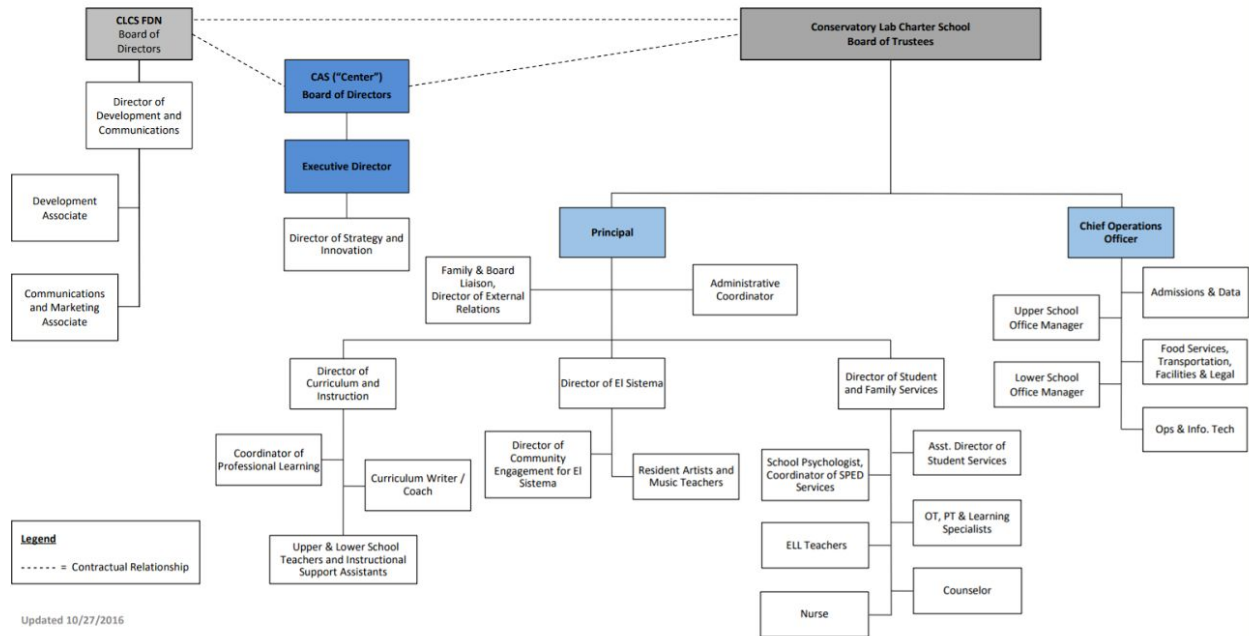 CLCS FDN
Board of
Directors
Conservatory Lab Charter School
Board of Trustees
CAS ("Center")
Board of Directors
Director of
Development and
Communications
Executive Director
Development
Associate
Director of Strategy and
Innovation
Principal
Chief Operations
Officer
Communications
and Marketing
Associate
Family & Board
Liaison,
Director of External
Relations
Administrative
Coordinator
Admissions & Data
Upper School
Office Manager
Food Services,
Transportation,
Facilities & Legal
Lower School
Office Manager
Ops & Info. Tech
Director of
Curriculum and
Instruction
Director of El Sistema
Director of Student
and Family Services
Coordinator of
Professional Learning
Curriculum Writer /
Coach
Upper & Lower School
Teachers and Instructional
Support Assistants
Director of
Community
Engagement for El
Sistema
Resident Artists and
Music Teachers
Asst. Director of
Student Services
School Psychologist,
Coordinator of SPED
Services
OT, PT & Learning
Specialists
ELL Teachers
Counselor
Nurse
Legend
------- = Contractual Relationship
Updated 10/27/2016